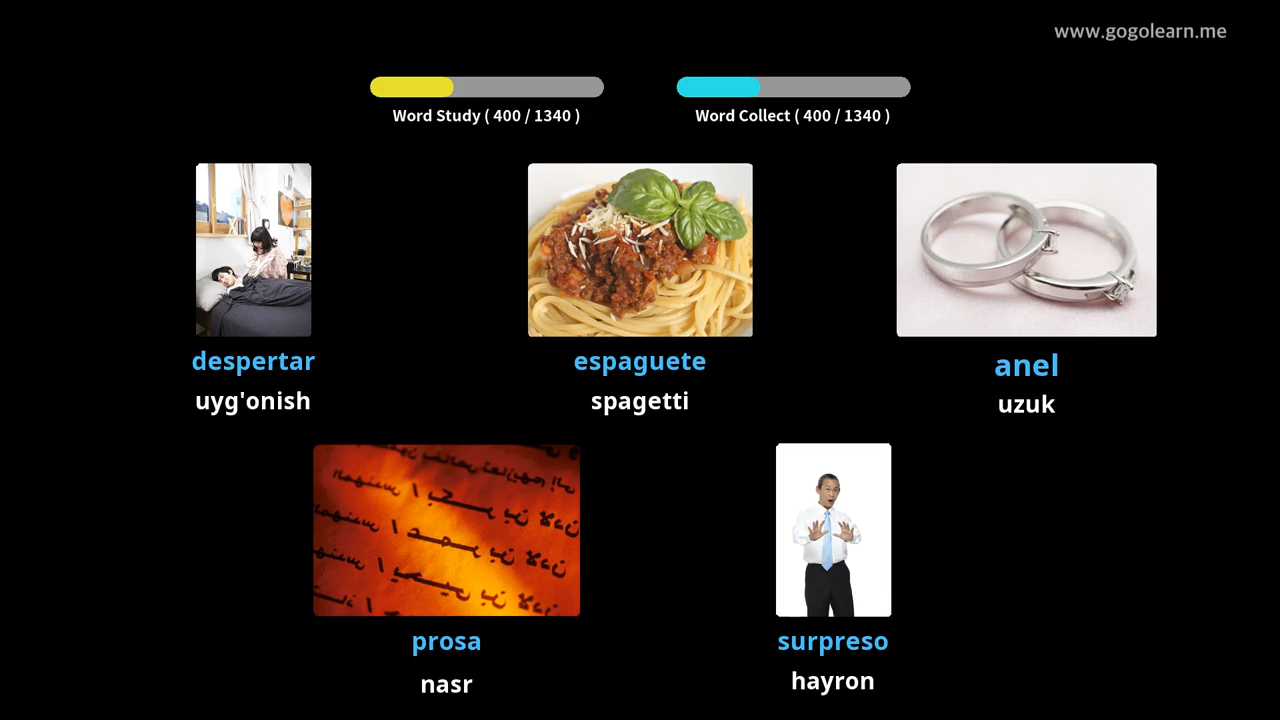 www.gogolearn.me
Word Study ( 400 / 1340 )
Word Collect ( 400 / 1340 )
despertar
uyg'onish
espaguete
spagetti
anel
uzuk
prosa
nasr
surpreso
hayron